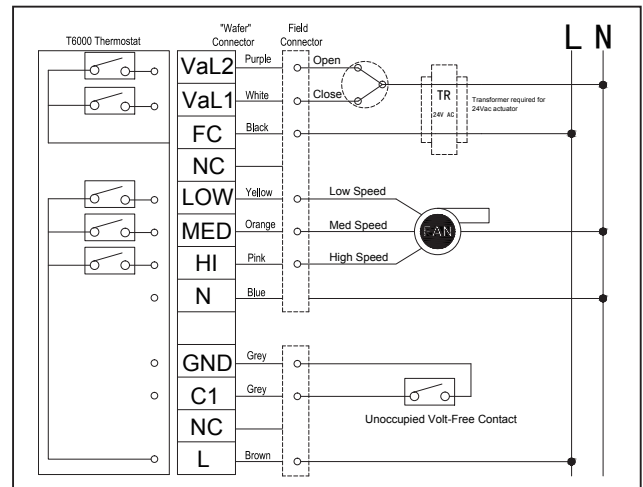 T6000 Thermostat
"Wafer"
Connector
Field
Connector
L N
VaL2 Purple Open
VaL1 White Close
TR
24V AC
Transformer required for
24Vac actuator
FC Black
NC
LOW Yellow Low Speed
MED Orange Med Speed
FAN
HI Pink High Speed
N Blue
GND Grey
C1 Grey
Unoccupied Volt-Free Contact
NC
L Brown